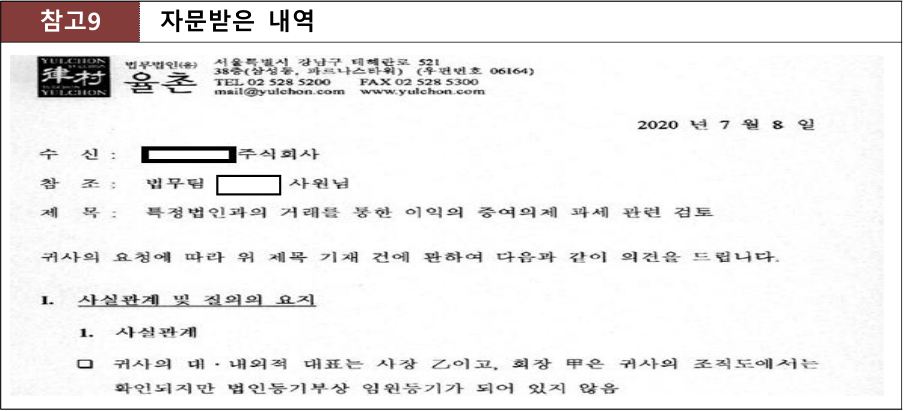 참고9 자문받은 내역
YULCHON
律村
YULCHON
법무법인(유)
율촌
서울특별시 강남구 테헤란로 521
38층(삼성동, 파르나스타워) (우편번호 06164)
TEL 02 528 5200 FAX 02 528 5300
mail@yulchon.com www.yulchon.com
2020 년 7 월 8 일
수 신 : 주식회사
참 조 : 법무팀 사원님
제 목 : 특정법인과의 거래를 통한 이익의 증여의제 과세 관련 검토
귀사의 요청에 따라 위 제목 기재 건에 관하여 다음과 같이 의견을 드립니다.
I. 사실관계 및 질의의 요지
1. 사실관계
❑ 귀사의 대·내외적 대표는 사장 乙이고, 회장 甲은 귀사의 조직도에서는
확인되지만 법인등기부상 임원등기가 되어 있지 않음